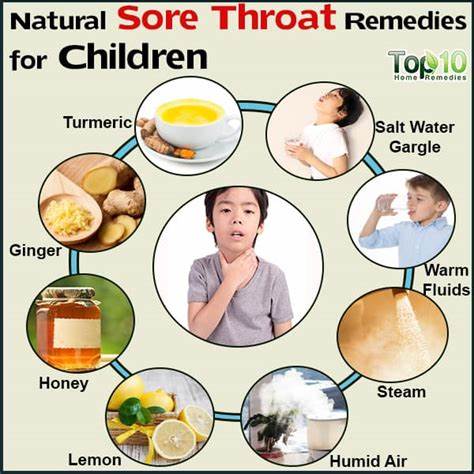 Natural Sore Throat Remedies
for Children
Top10
Home Remedies
Turmeric
Salt Water
Gargle
Ginger
Warm
Fluids
Honey
Steam
Lemon
Humid Air